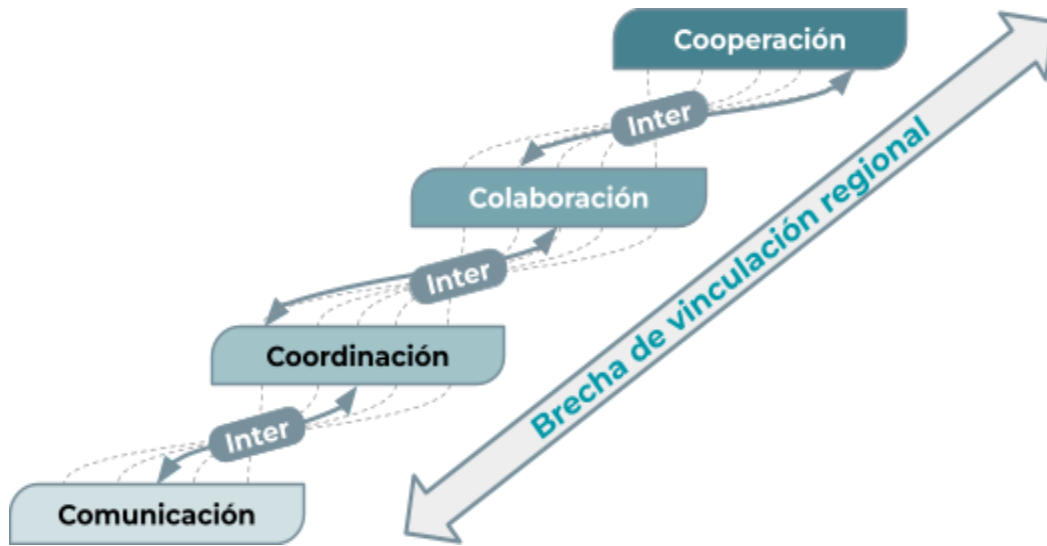 Cooperación
Inter
Colaboración
Inter
Coordinación
Inter
Comunicación
Brecha de vinculación regional